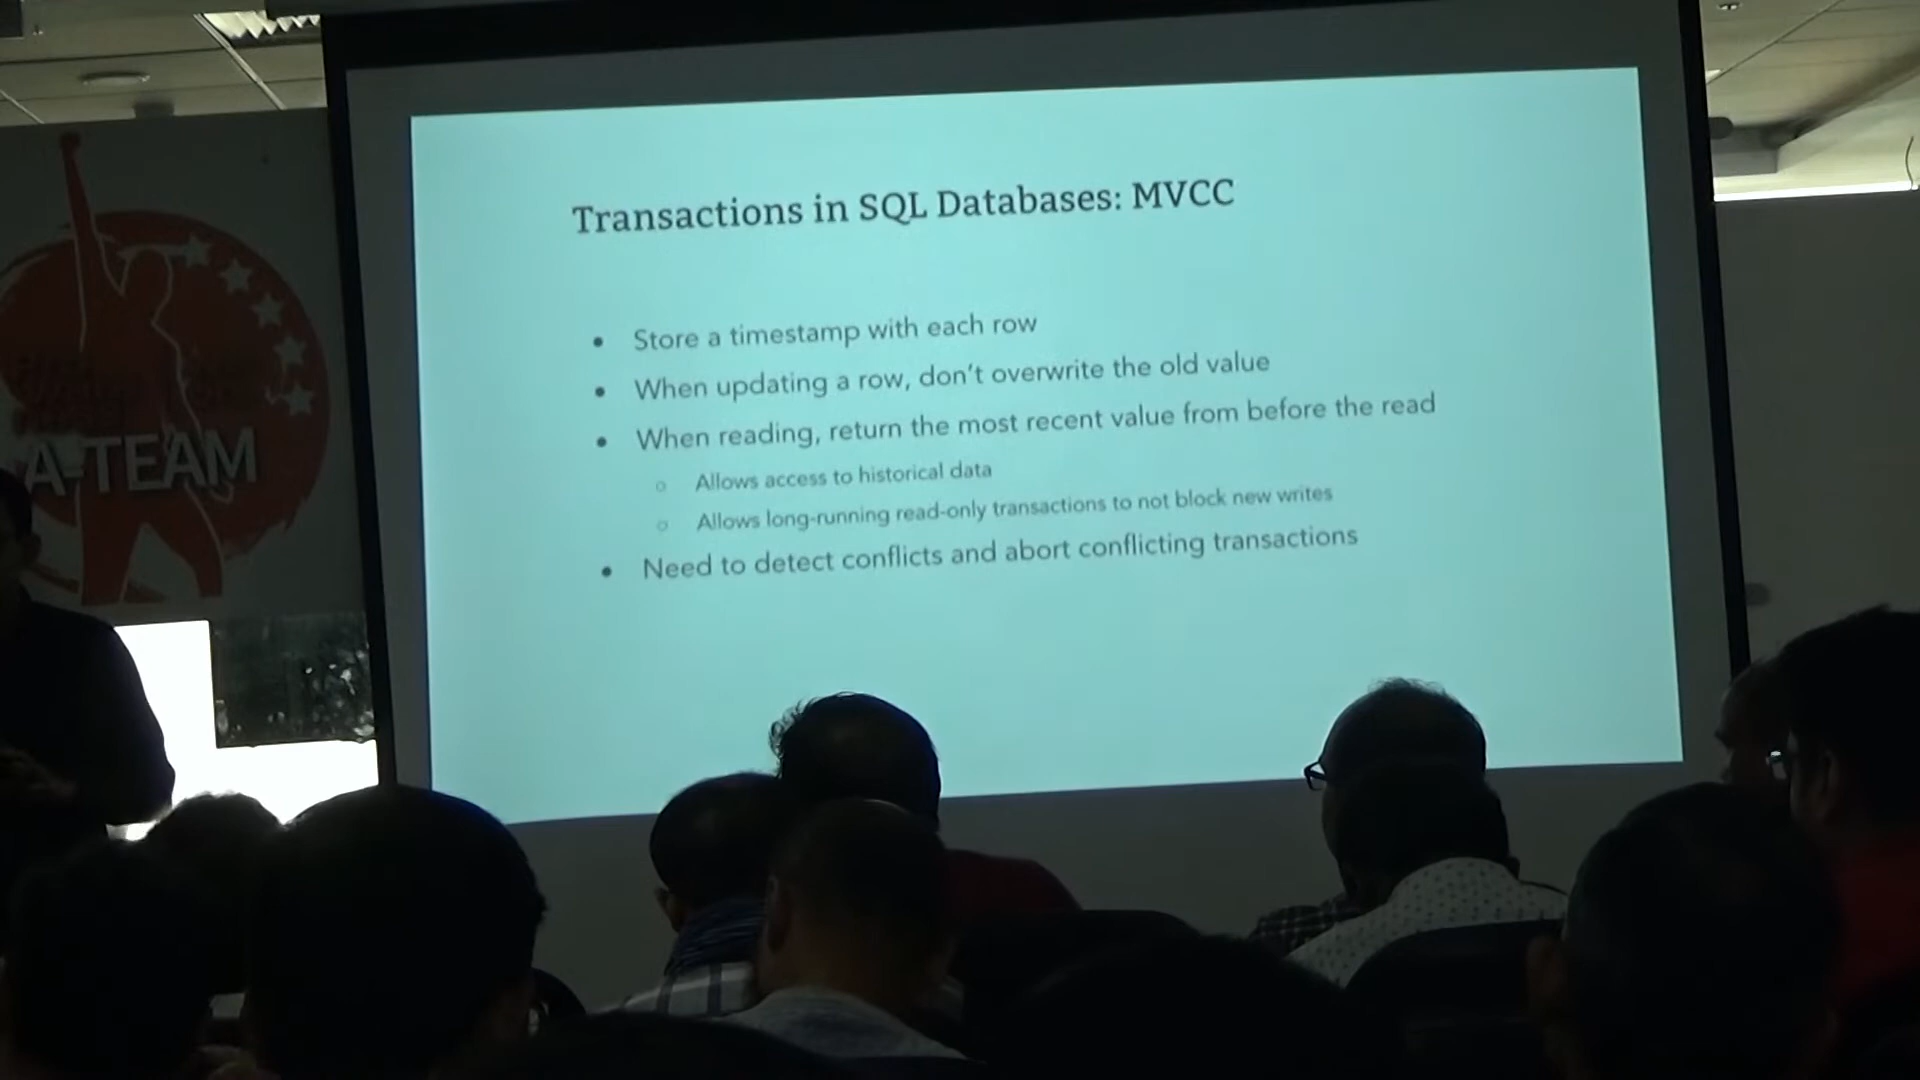 Transactions in SQL Databases: MVCC
• Store a timestamp with each row
• When updating a row, don't overwrite the old value
• When reading, return the most recent value from before the read
○ Allows access to historical data
○ Allows long-running read-only transactions to not block new writes
• Need to detect conflicts and abort conflicting transactions
A-TEAM